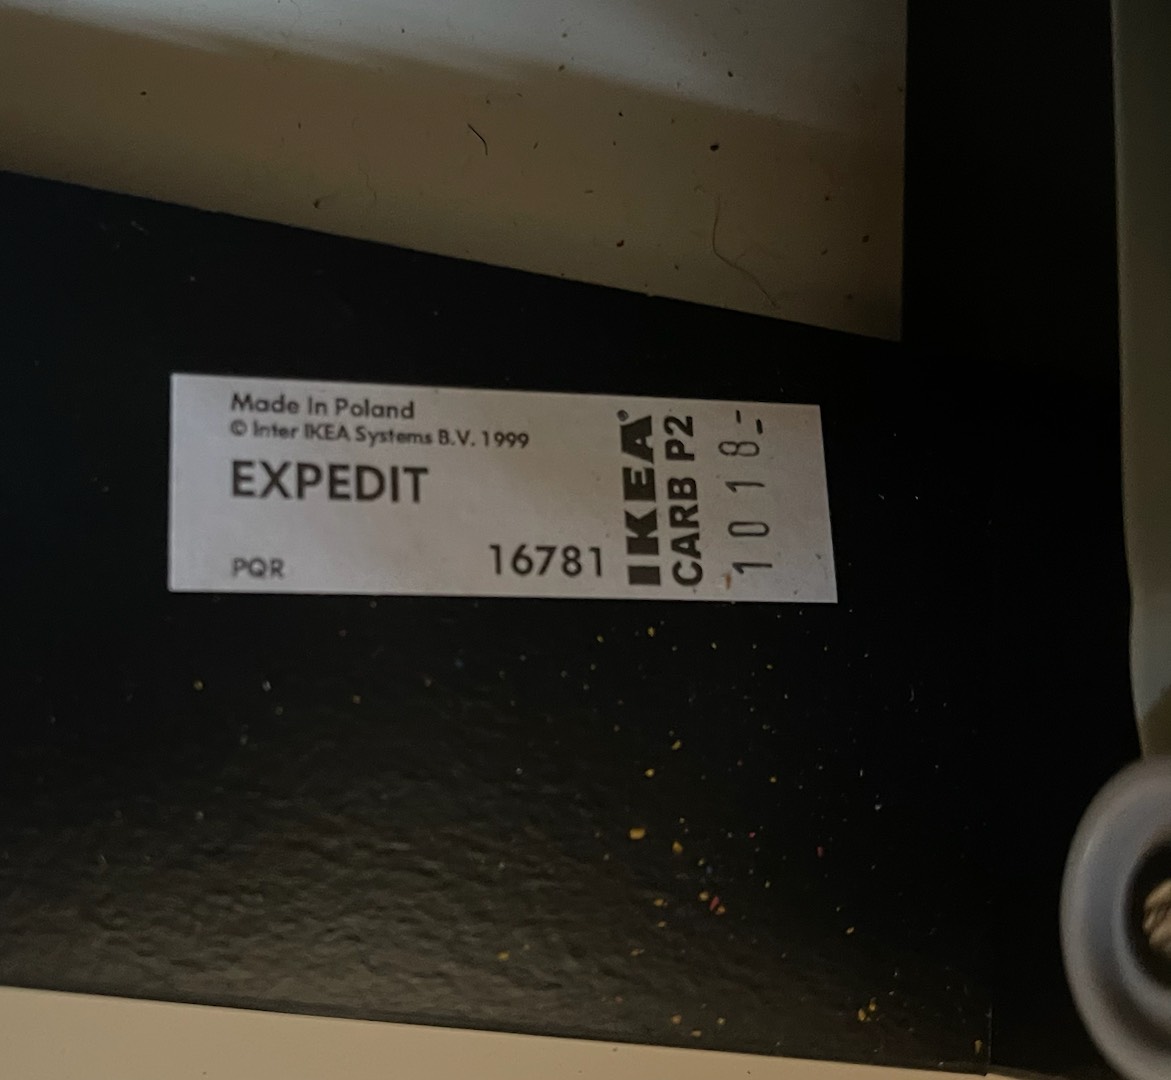 Made In Poland
© Inter IKEA Systems B.V. 1999
EXPEDIT
PQR
16781
IKEA®
CARB P2
1018